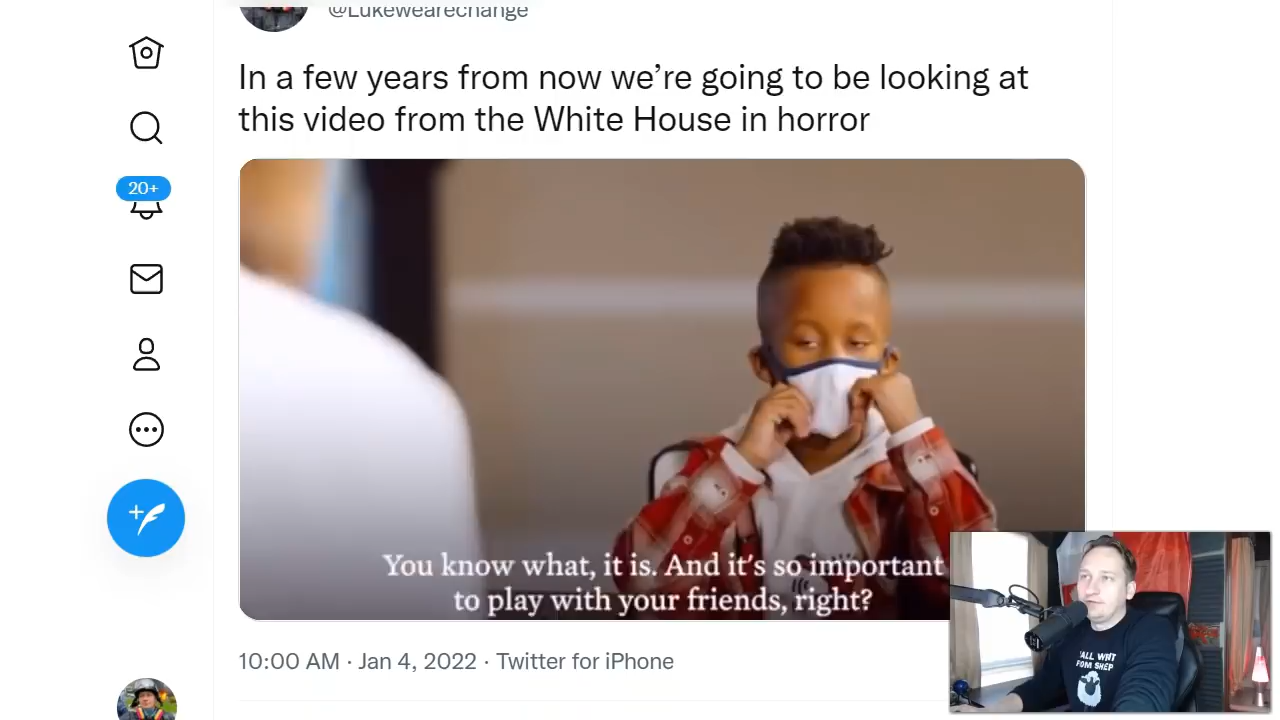 @Lukewearechange
In a few years from now we’re going to be looking at
this video from the White House in horror
20+
You know what, it is. And it's so important
to play with your friends, right?
10:00 AM · Jan 4, 2022 · Twitter for iPhone